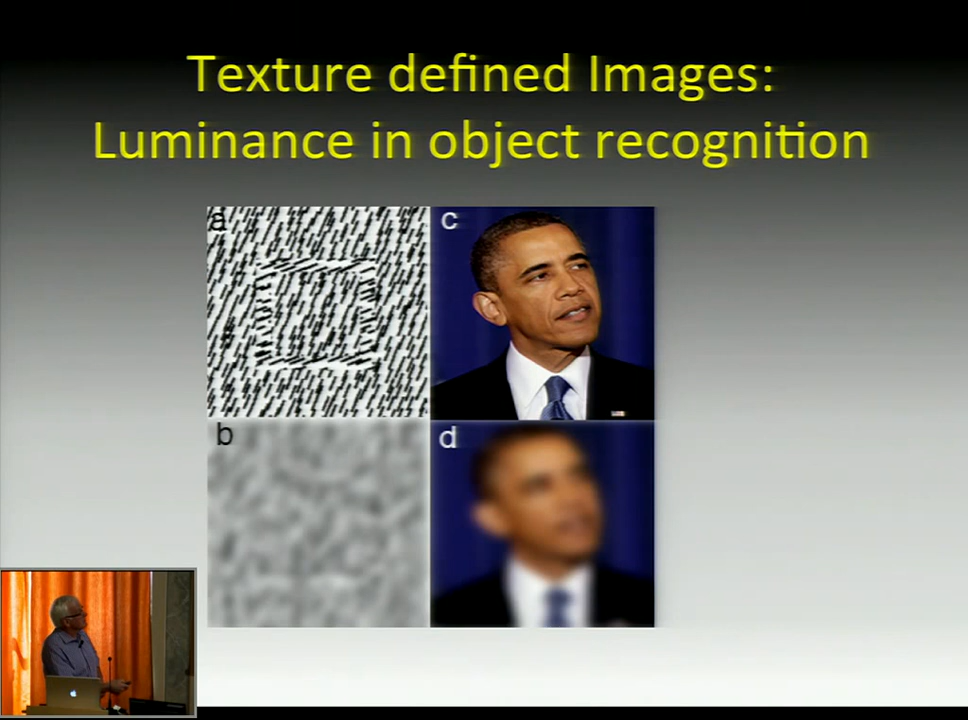 Texture defined Images:
Luminance in object recognition
a
c
b
d